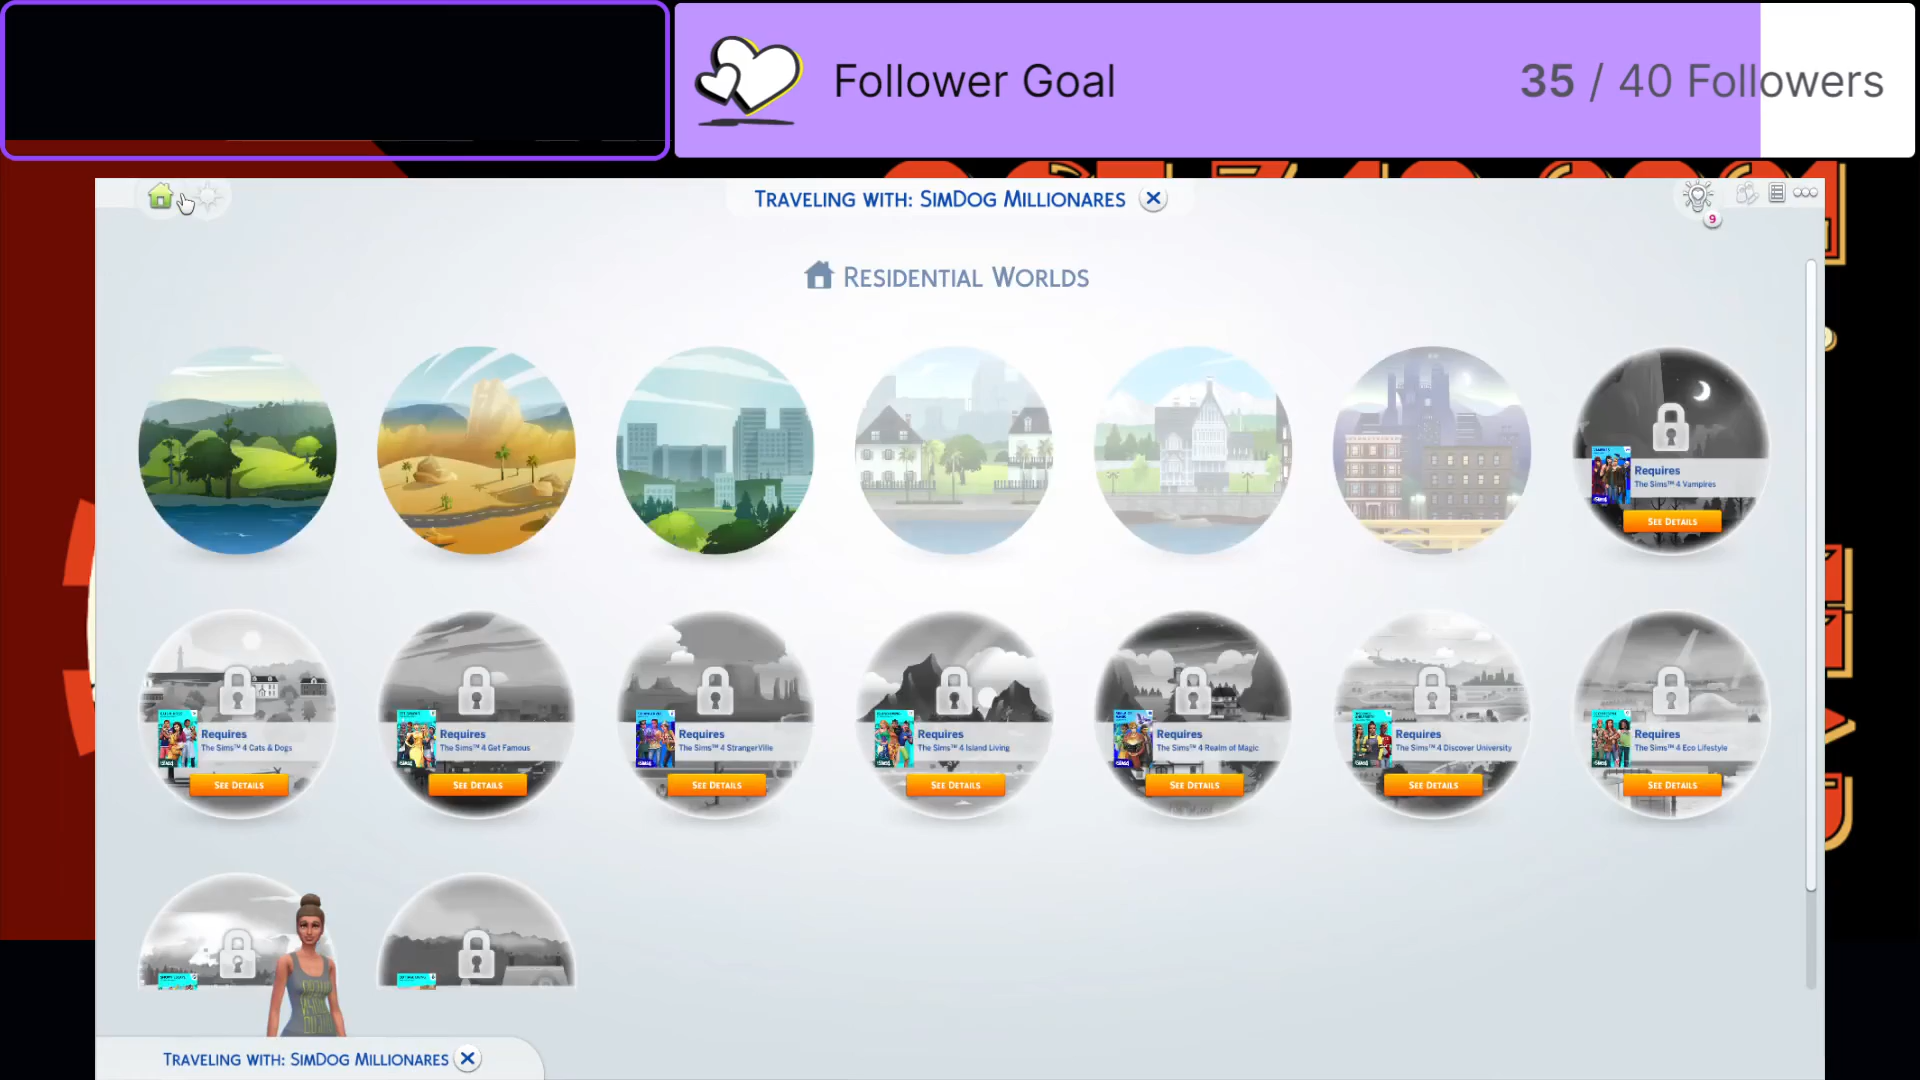 Follower Goal
35 / 40 Followers
TRAVELING WITH: SIMDOG MILLIONARES
9
RESIDENTIAL WORLDS
Requires
The Sims™ 4 Vampires
SEE DETAILS
Requires
The Sims™ 4 Cats & Dogs
SEE DETAILS
Requires
The Sims™ 4 Get Famous
SEE DETAILS
Requires
The Sims™ 4 StrangerVille
SEE DETAILS
Requires
The Sims™ 4 Island Living
SEE DETAILS
Requires
The Sims™ 4 Realm of Magic
SEE DETAILS
Requires
The Sims™ 4 Discover University
SEE DETAILS
Requires
The Sims™ 4 Eco Lifestyle
SEE DETAILS
TRAVELING WITH: SIMDOG MILLIONARES